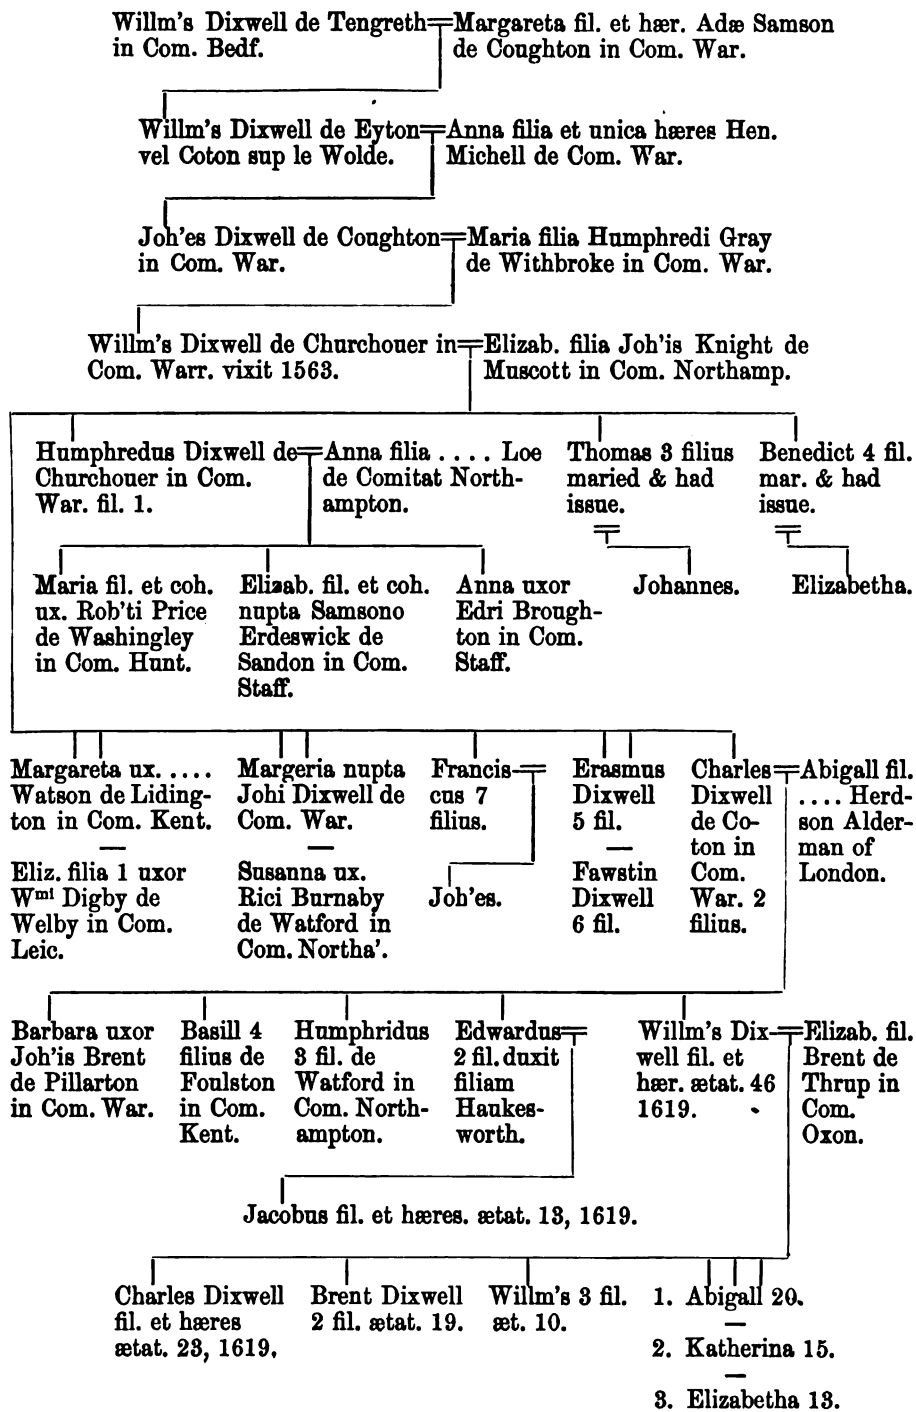 Willm's Dixwell de Tengreth
in Com. Bedf.
Margareta fil. et hær. Adæ Samson
de Coughton in Com. War.
Willm's Dixwell de Eyton
vel Coton sup le Wolde.
Anna filia et unica hæres Hen.
Michell de Com. War.
Joh'es Dixwell de Coughton
in Com. War.
Maria filia Humphredi Gray
de Withbroke in Com. War.
Willm's Dixwell de Churchouer in
Com. Warr. vixit 1563.
Elizab. filia Joh'is Knight de
Muscott in Com. Northamp.
Humphredus Dixwell de
Churchouer in Com.
War. fil. 1.
Anna filia .... Loe
de Comitat North-
ampton.
Thomas 3 filius
maried & had
issue.
Benedict 4 fil.
mar. & had
issue.
Maria fil. et coh.
ux. Rob'ti Price
de Washingley
in Com. Hunt.
Elizab. fil. et coh.
nupta Samsono
Erdeswick de
Sandon in Com.
Staff.
Anna uxor
Edri Brough-
ton in Com.
Staff.
Johannes.
Elizabetha.
Margareta ux. .....
Watson de Liding-
ton in Com. Kent.
—
Eliz. filia 1 uxor
Wmi Digby de
Welby in Com.
Leic.
Margeria nupta
Johi Dixwell de
Com. War.
—
Susanna ux.
Rici Burnaby
de Watford in
Com. Northa'.
Francis-
cus 7
filius.
Job'es.
Erasmus
Dixwell
5 fil.
—
Fawstin
Dixwell
6 fil.
Charles
Dixwell
de Co-
ton in
Com.
War. 2
filius.
Abigall fil.
.... Herd-
son Alder-
man of
London.
Barbara uxor
Joh'is Brent
de Pillarton
in Com. War.
Basill 4
filius de
Foulston
in Com.
Kent.
Humphridus
3 fil. de
Watford in
Com. North-
ampton.
Edwardus
2 fil. duxit
filiam
Haukes-
worth.
Willm's Dix-
well fil. et
hær. ætat. 46
1619.
Elizab. fil.
Brent de
Thrup in
Com.
Oxon.
Jacobus fil. et hæres. ætat. 13, 1619.
Charles Dixwell
fil. et hæres
ætat. 23, 1619.
Brent Dixwell
2 fil. ætat. 19.
Willm's 3 fil.
æt. 10.
1. Abigall 20.
—
2. Katherina 15.
—
3. Elizabetha 13.